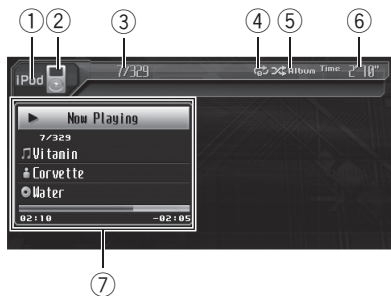 ① ② ③ ④ ⑤ ⑥
iPod 7/329 Album Time 2'10"
Now Playing
7/329
Vitamin
Corvette
Water
02:10 -02:05
⑦